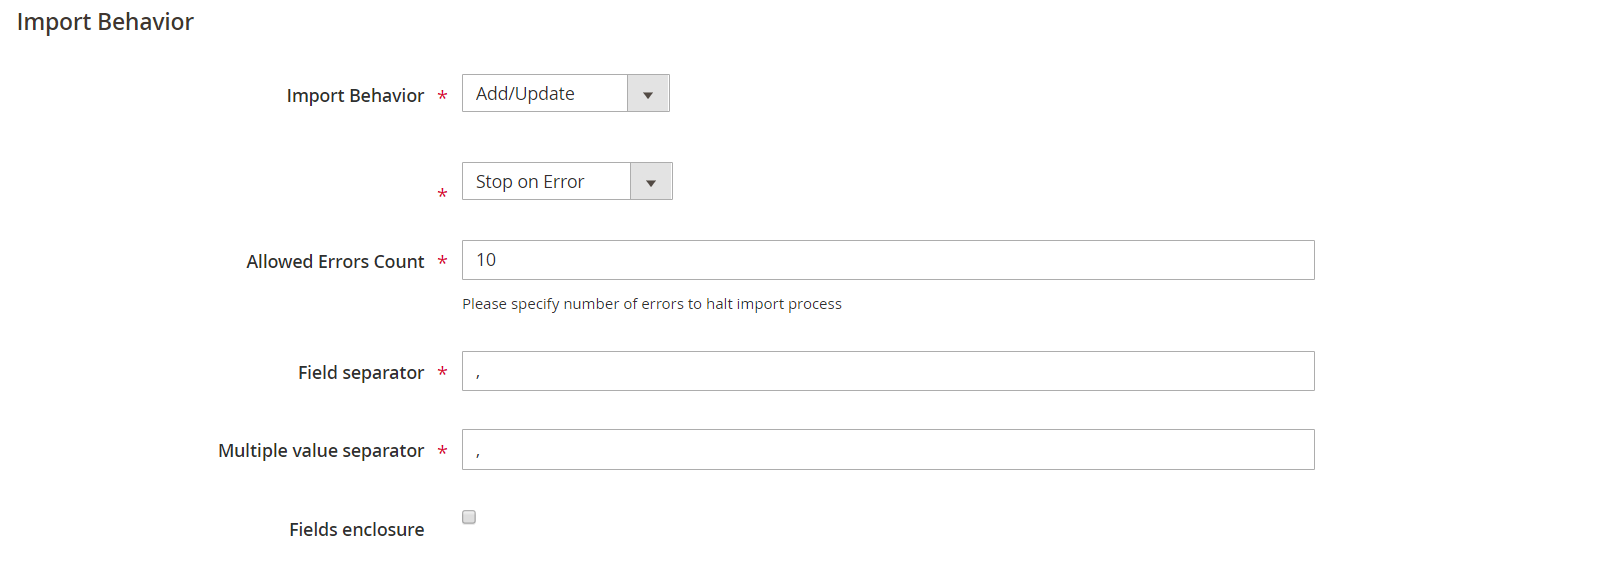 Import Behavior
Import Behavior * Add/Update
* Stop on Error
Allowed Errors Count * 10
Please specify number of errors to halt import process
Field separator * ,
Multiple value separator * ,
Fields enclosure